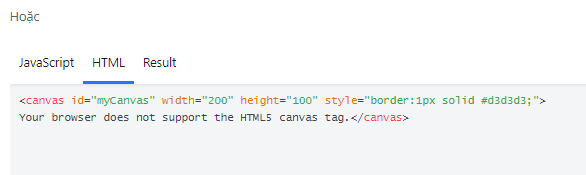 Hoặc
JavaScript HTML Result
<canvas id="myCanvas" width="200" height="100" style="border:1px solid #d3d3d3;">
Your browser does not support the HTML5 canvas tag.</canvas>